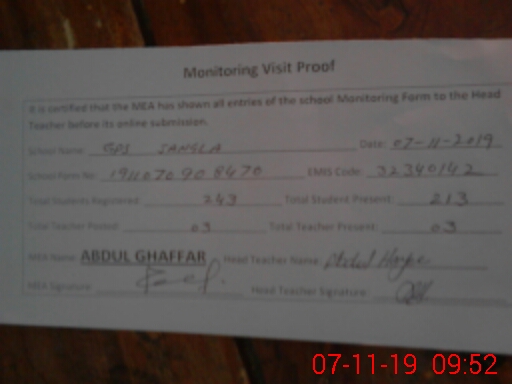 Monitoring Visit Proof
It is certified that the MEA has shown all entries of the school Monitoring Form to the Head
Teacher before its online submission.
School Name: GPS JANGLA Date: 07-11-2019
School Form No: 191107090 8470 EMIS Code: 32340142
Total Students Registered: 243 Total Student Present: 213
Total Teacher Posted: 03 Total Teacher Present: 03
MEA Name: ABDUL GHAFFAR Head Teacher Name: Abdul
MEA Signature: Head Teacher Signature:
07-11-19 09:52